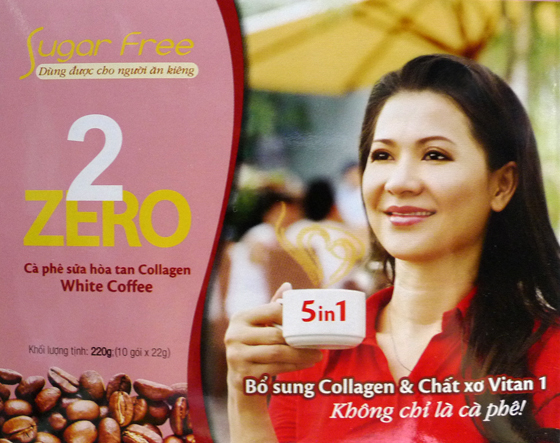 Sugar Free
Dùng được cho người ăn kiêng
2
ZERO
Cà phê sữa hòa tan Collagen
White Coffee
Khối lượng tịnh: 220g (10 gói x 22g)
5in1
Bổ sung Collagen & Chất xơ Vitan 1
Không chỉ là cà phê!